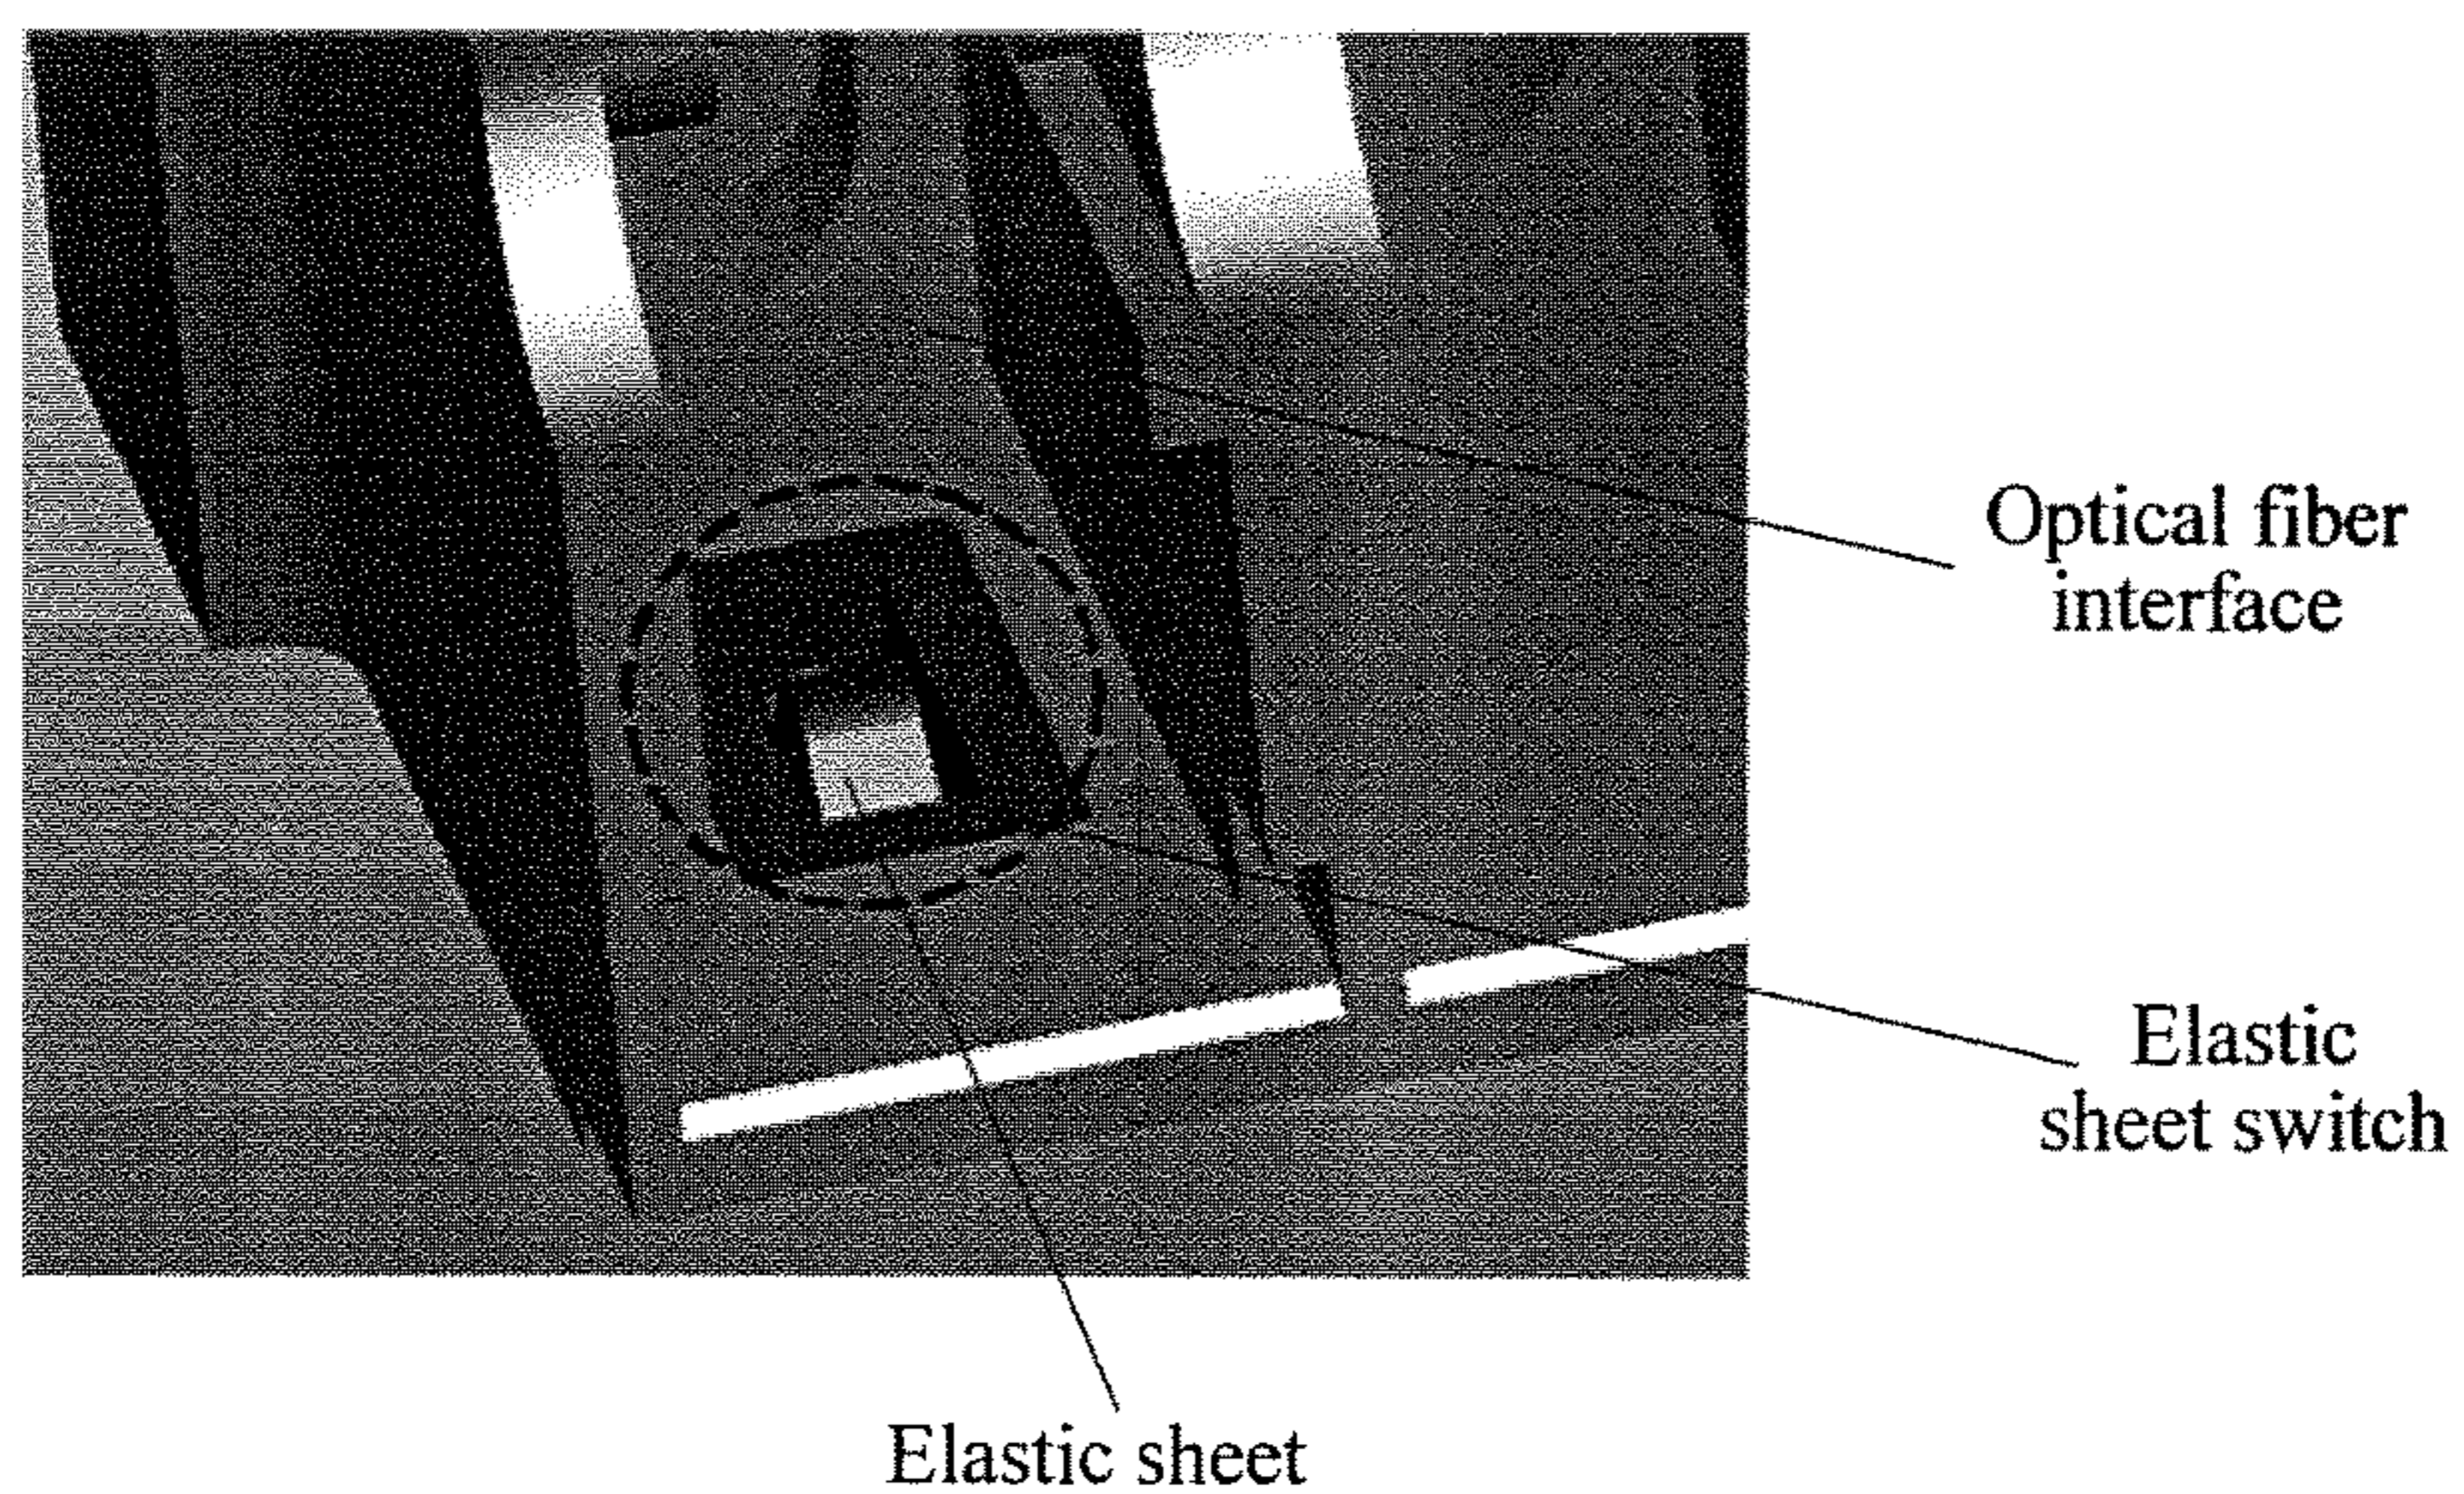 Optical fiber
interface
Elastic
sheet switch
Elastic sheet